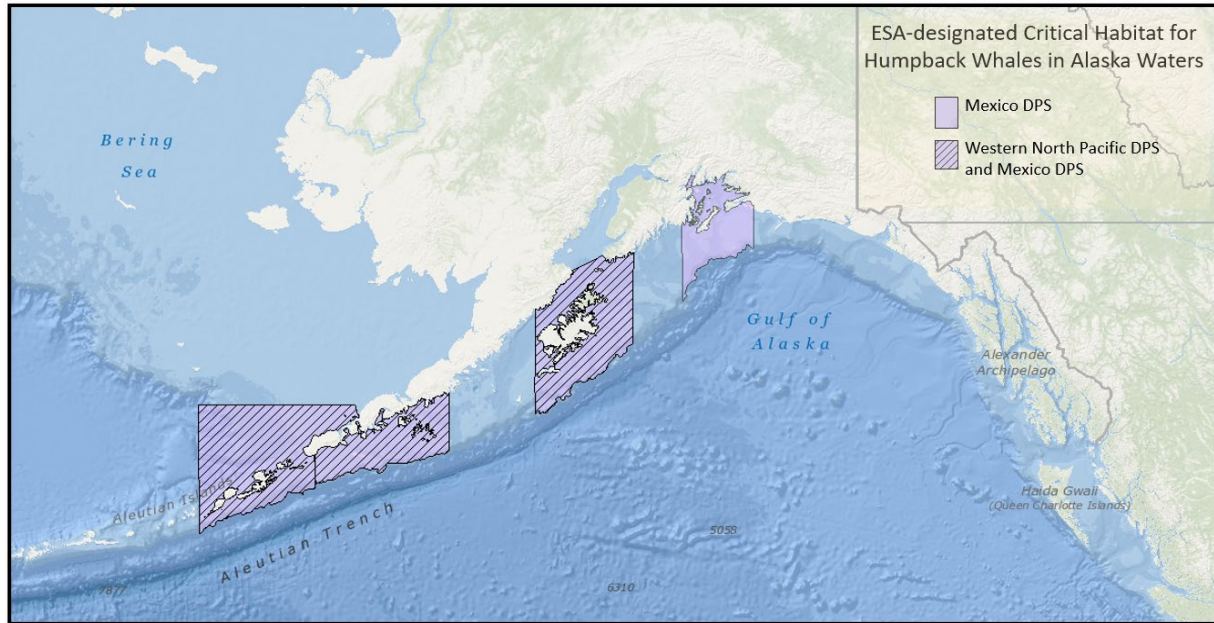 ESA-designated Critical Habitat for
Humpback Whales in Alaska Waters
Mexico DPS
Western North Pacific DPS
and Mexico DPS
Bering
Sea
Gulf of
Alaska
Alexander
Archipelago
Haida Gwaii
(Queen Charlotte Islands)
Aleutian Islands
Aleutian Trench
5058
7877
6310